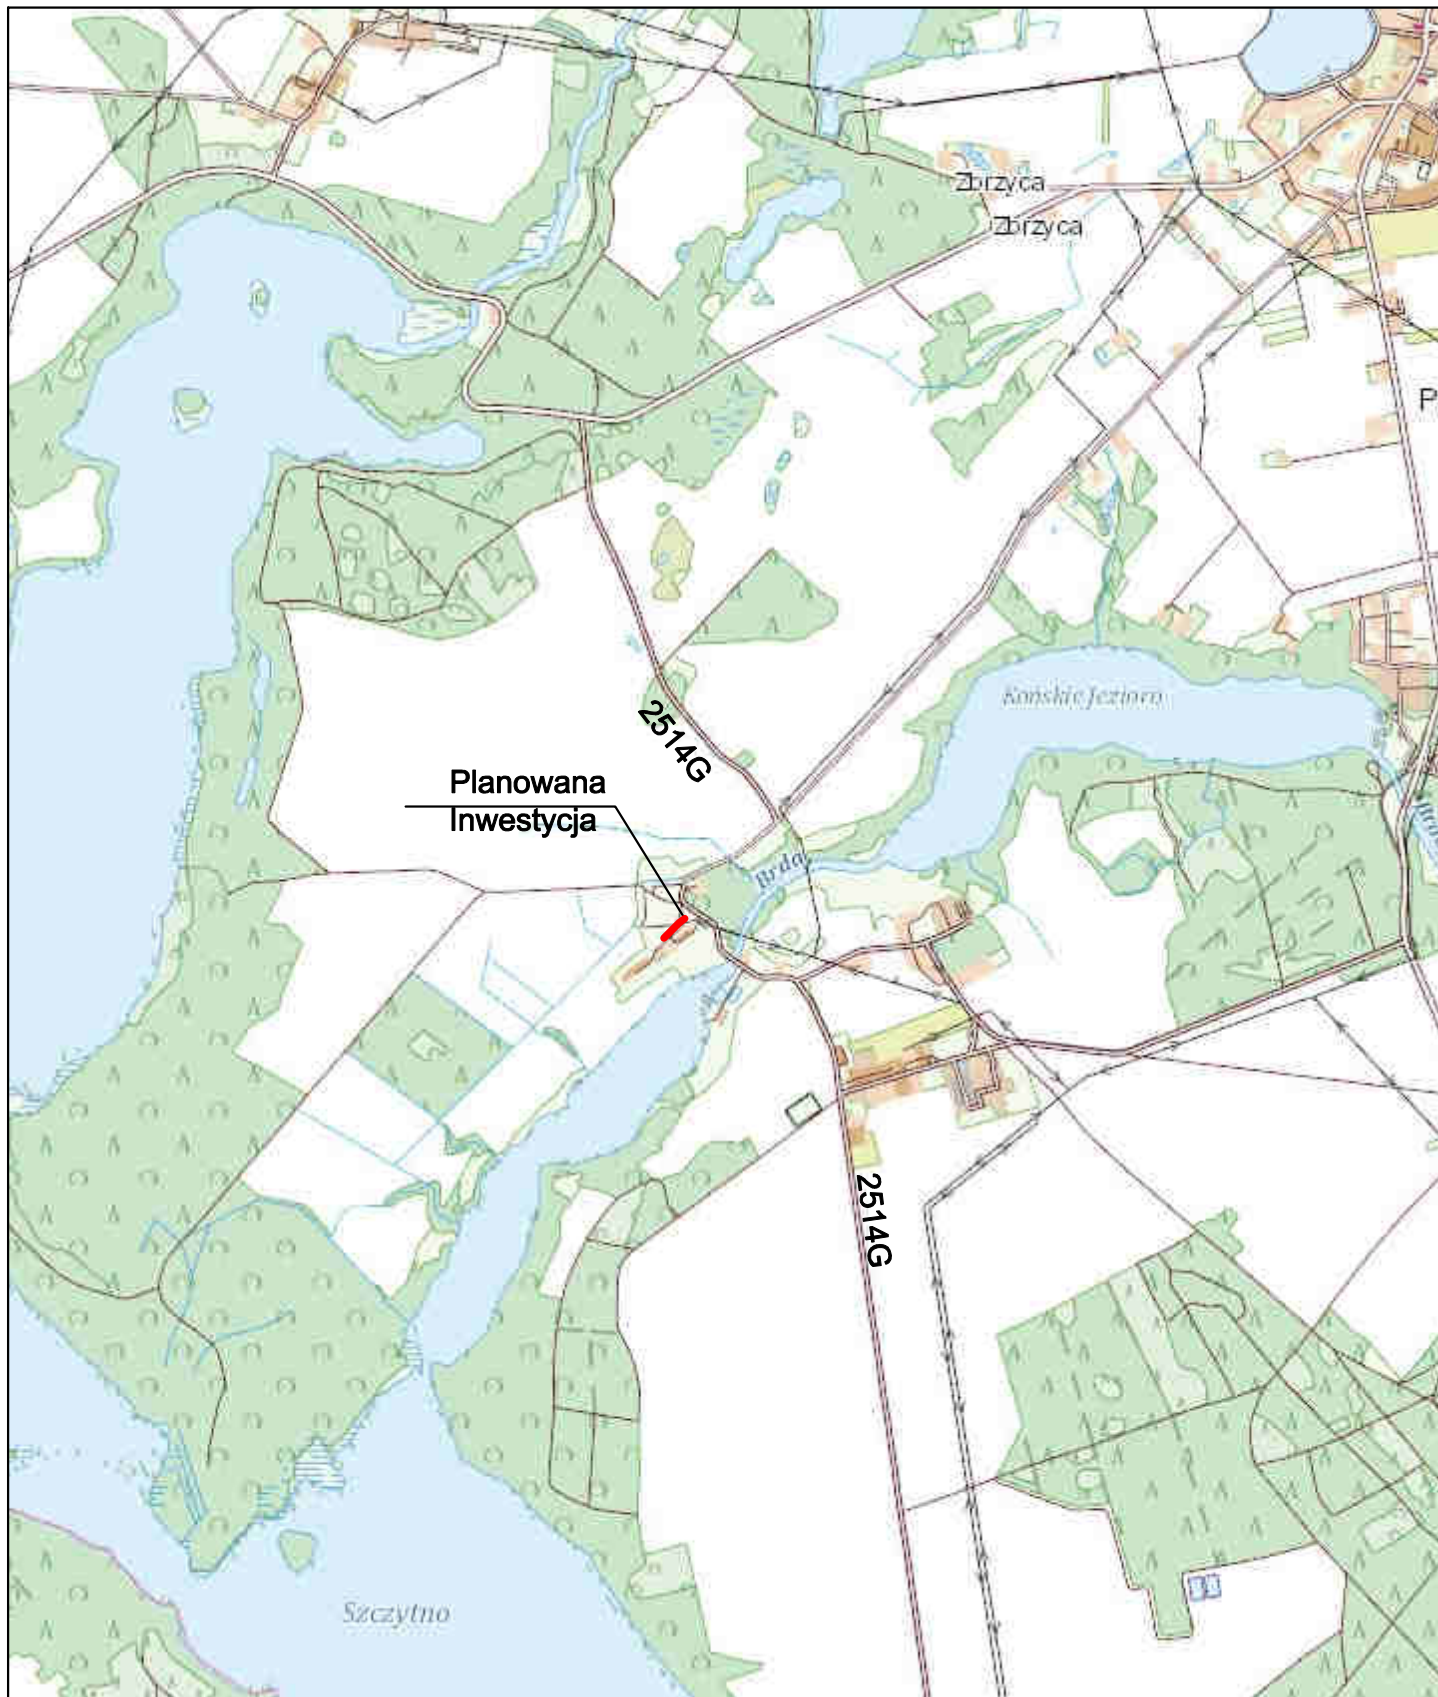 Zbrzyca
Zbrzyca
P
Końskie Jezioro
2514G
Planowana
Inwestycja
Brda
2514G
Szczytno